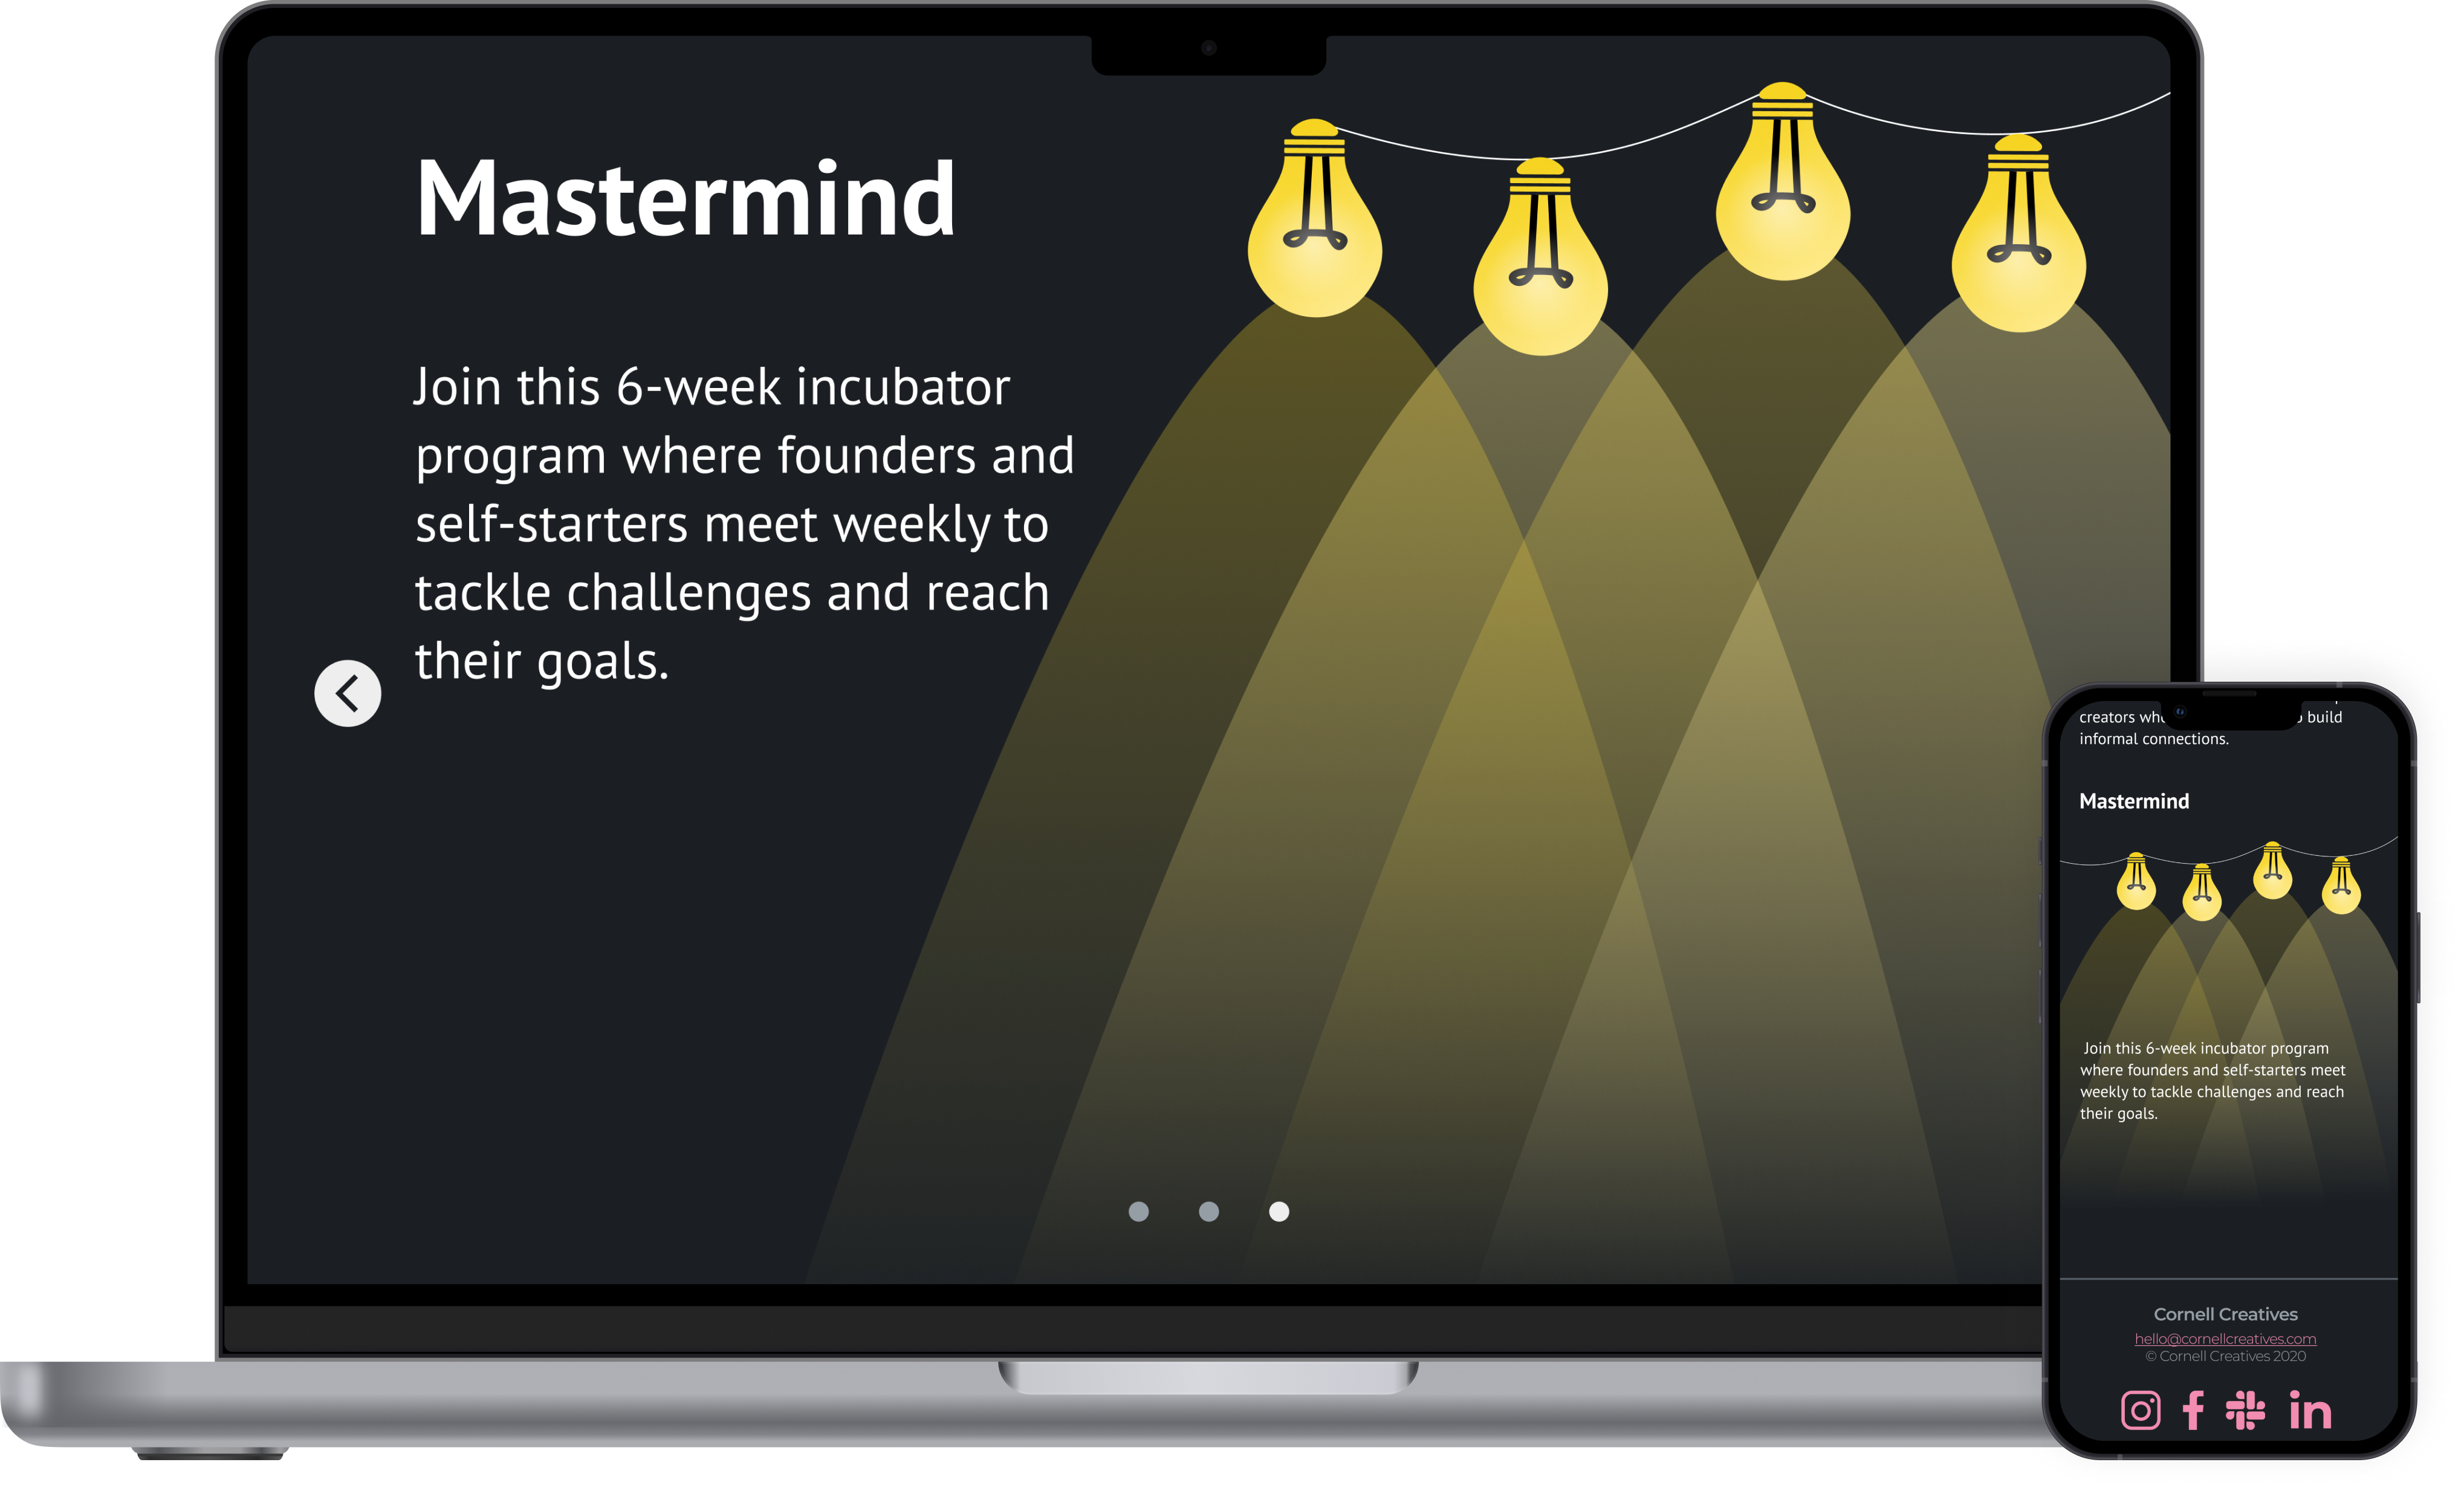 Mastermind
Join this 6-week incubator
program where founders and
self-starters meet weekly to
tackle challenges and reach
their goals.
creators build
informal connections.
Mastermind
Join this 6-week incubator program
where founders and self-starters meet
weekly to tackle challenges and reach
their goals.
Cornell Creatives
hello@cornellcreatives.com
© Cornell Creatives 2020